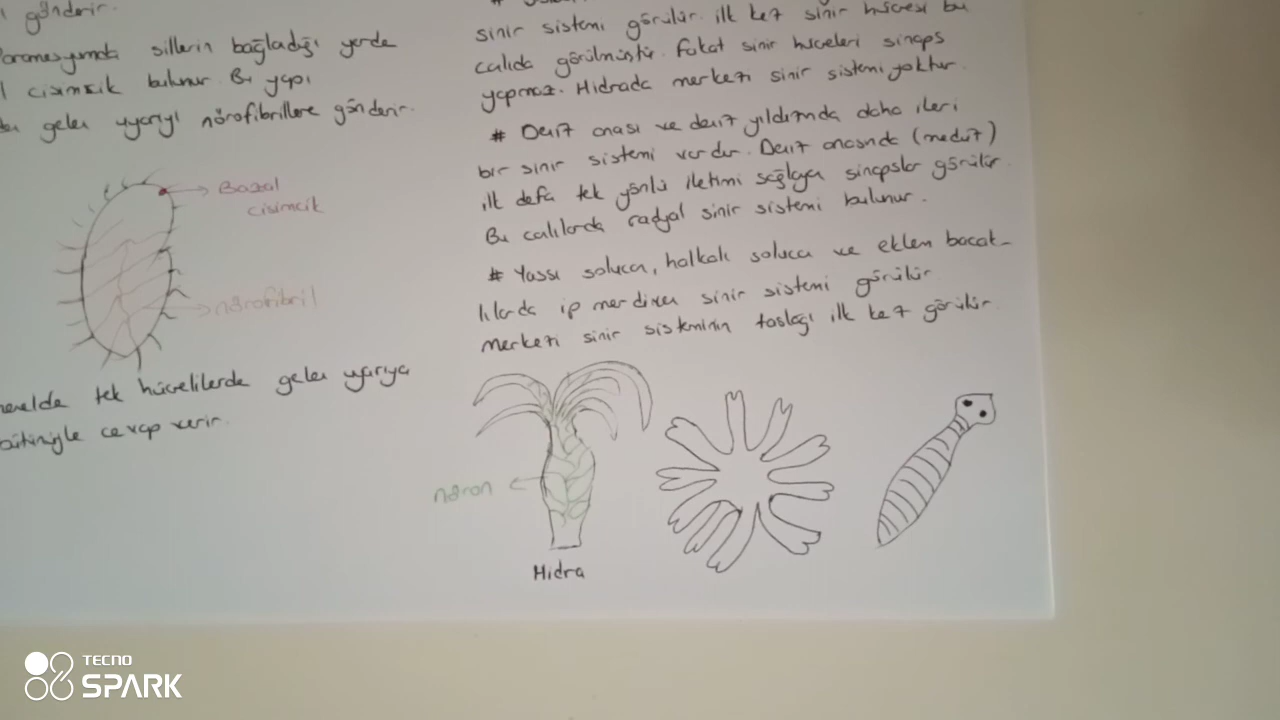 gönderir.
Paramesyumda sillerin bağladığı yerde
cisimcik bulunur. Bu yapı
gelen uyarıyı nörofibrillere gönderir.
Bazal
cisimcik
nörofibril
tek hücrelilerde gelen uyarıya
bütünüyle cevap verir.
sinir sistemi görülür. ilk kez sinir hücresi bu
calıda görülmüştür. Fakat sinir hücreleri sinaps
yapmaz. Hidrada merkezi sinir sistemi yoktur.
# Deniz anası ve deniz yıldızında daha ileri
bir sinir sistemi vardır. Deniz anasında (medüz)
ilk defa tek yönlü iletimi sağlayan sinapslar görülür.
Bu calılarda radyal sinir sistemi bulunur.
# Yassı solucan, halkalı solucan ve eklem bacak-
lılarda ip merdiven sinir sistemi görülür
merkezi sinir sisteminin taslağı ilk kez görülür.
nöron
Hidra
TECNO
SPARK